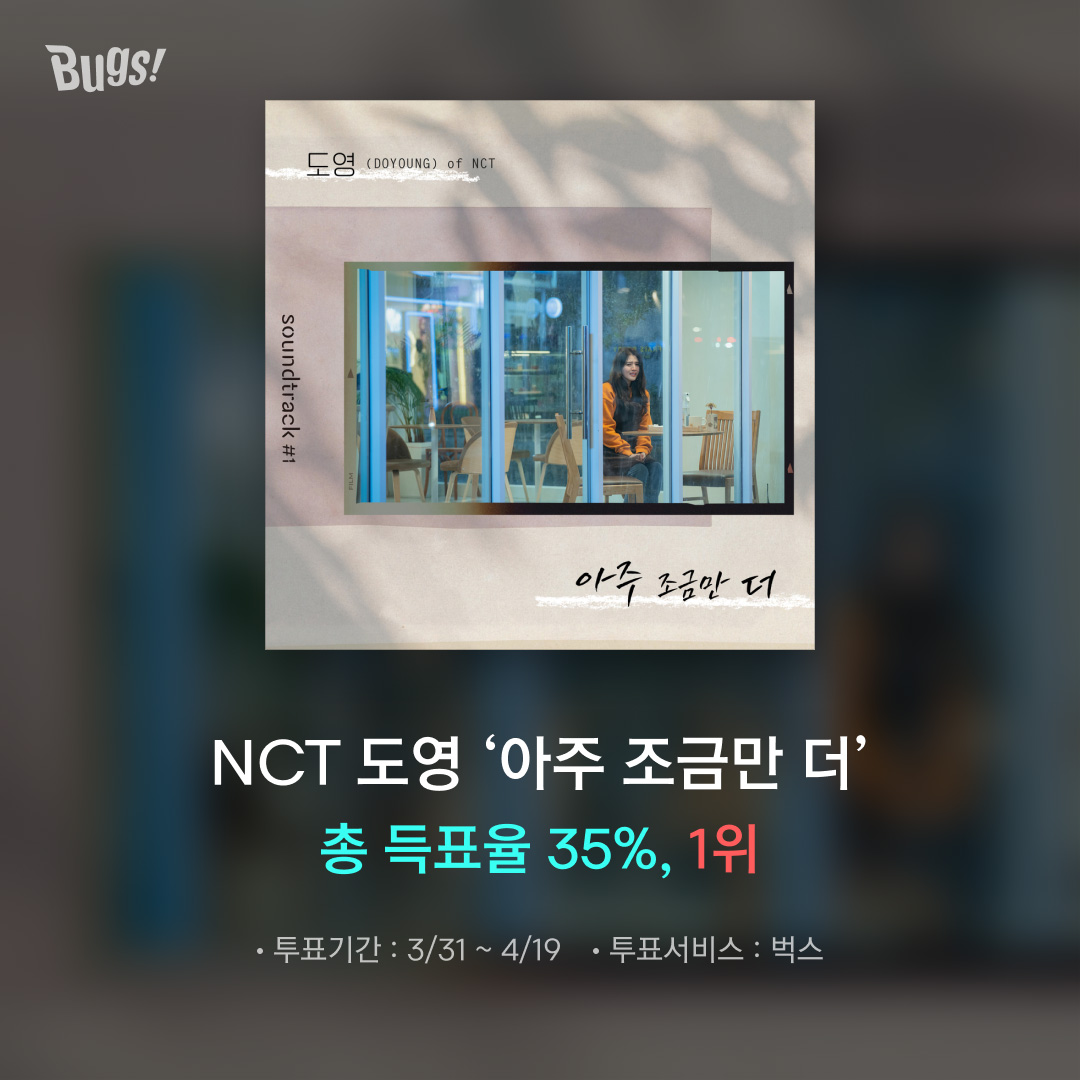 Bugs!
도영 (DOYOUNG) of NCT
soundtrack #1
FILM
아주 조금만 더
NCT 도영 ‘아주 조금만 더’
총 득표율 35%, 1위
• 투표기간 : 3/31 ~ 4/19 • 투표서비스 : 벅스